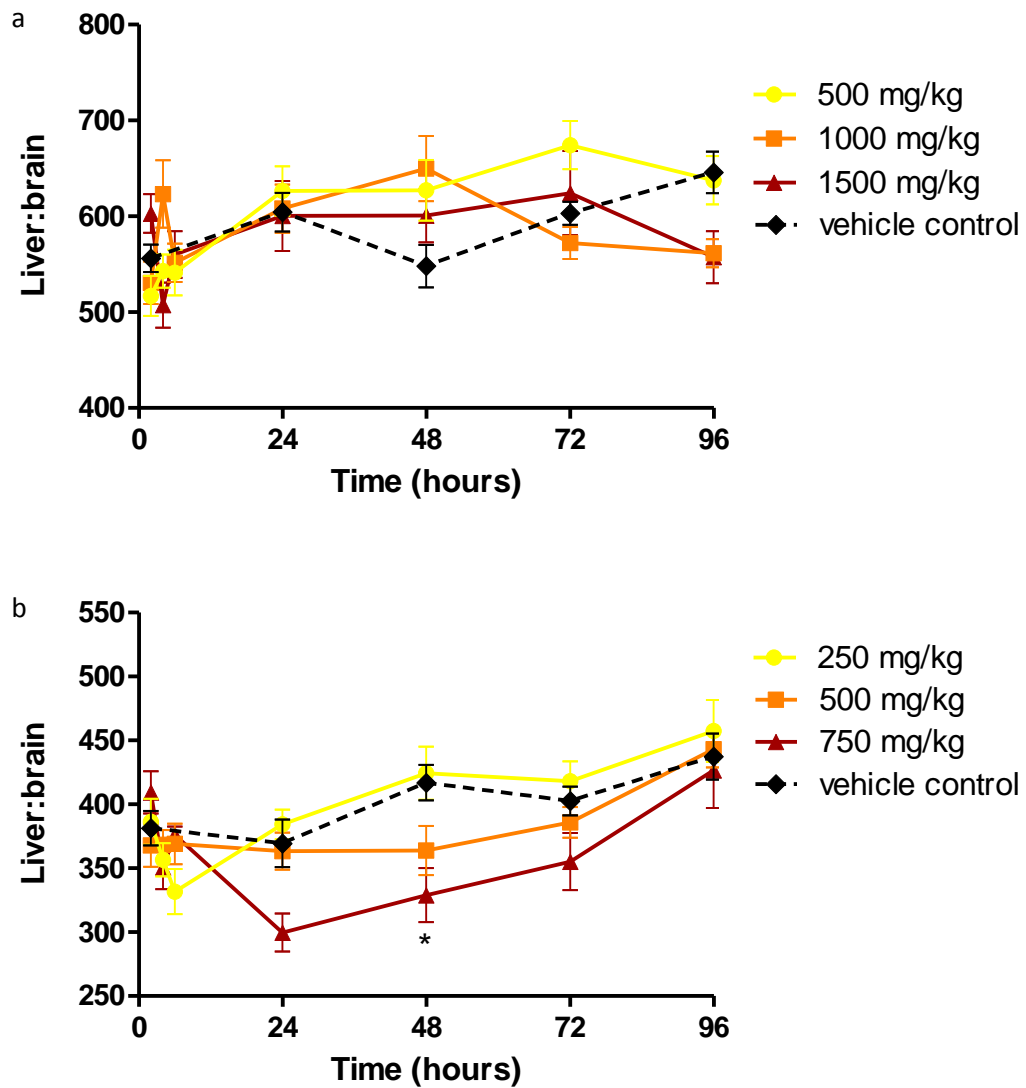 a
800
700
600
500
400
Liver:brain
0 24 48 72 96
Time (hours)
500 mg/kg
1000 mg/kg
1500 mg/kg
vehicle control
b
550
500
450
400
350
300
250
Liver:brain
*
0 24 48 72 96
Time (hours)
250 mg/kg
500 mg/kg
750 mg/kg
vehicle control